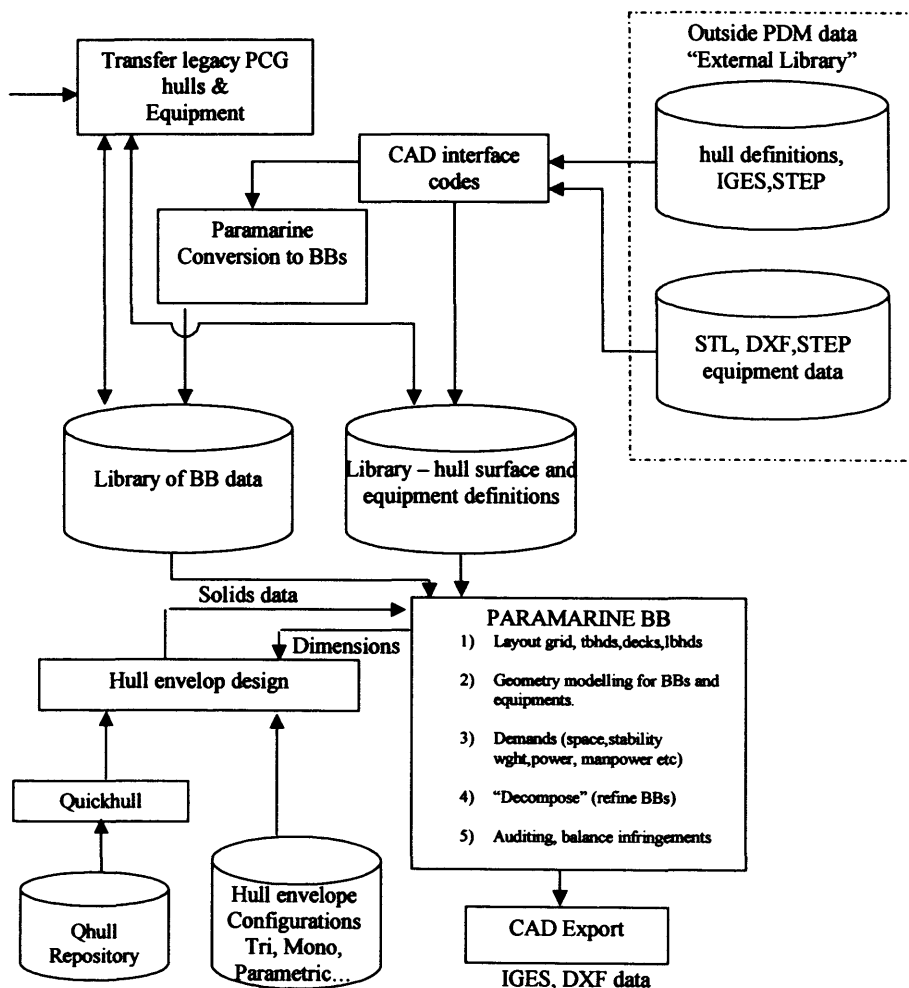 Transfer legacy PCG
hulls &
Equipment
Outside PDM data
“External Library”
CAD interface
codes
hull definitions,
IGES,STEP
Paramarine
Conversion to BBs
STL, DXF,STEP
equipment data
Library of BB data
Library – hull surface and
equipment definitions
Solids data
Dimensions
Hull envelop design
PARAMARINE BB
1) Layout grid, tbhds,decks,lbhds
2) Geometry modelling for BBs and
equipments.
3) Demands (space,stability
wght,power, manpower etc)
4) “Decompose” (refine BBs)
5) Auditing, balance infringements
Quickhull
Qhull
Repository
Hull envelope
Configurations
Tri, Mono,
Parametric…
CAD Export
IGES, DXF data